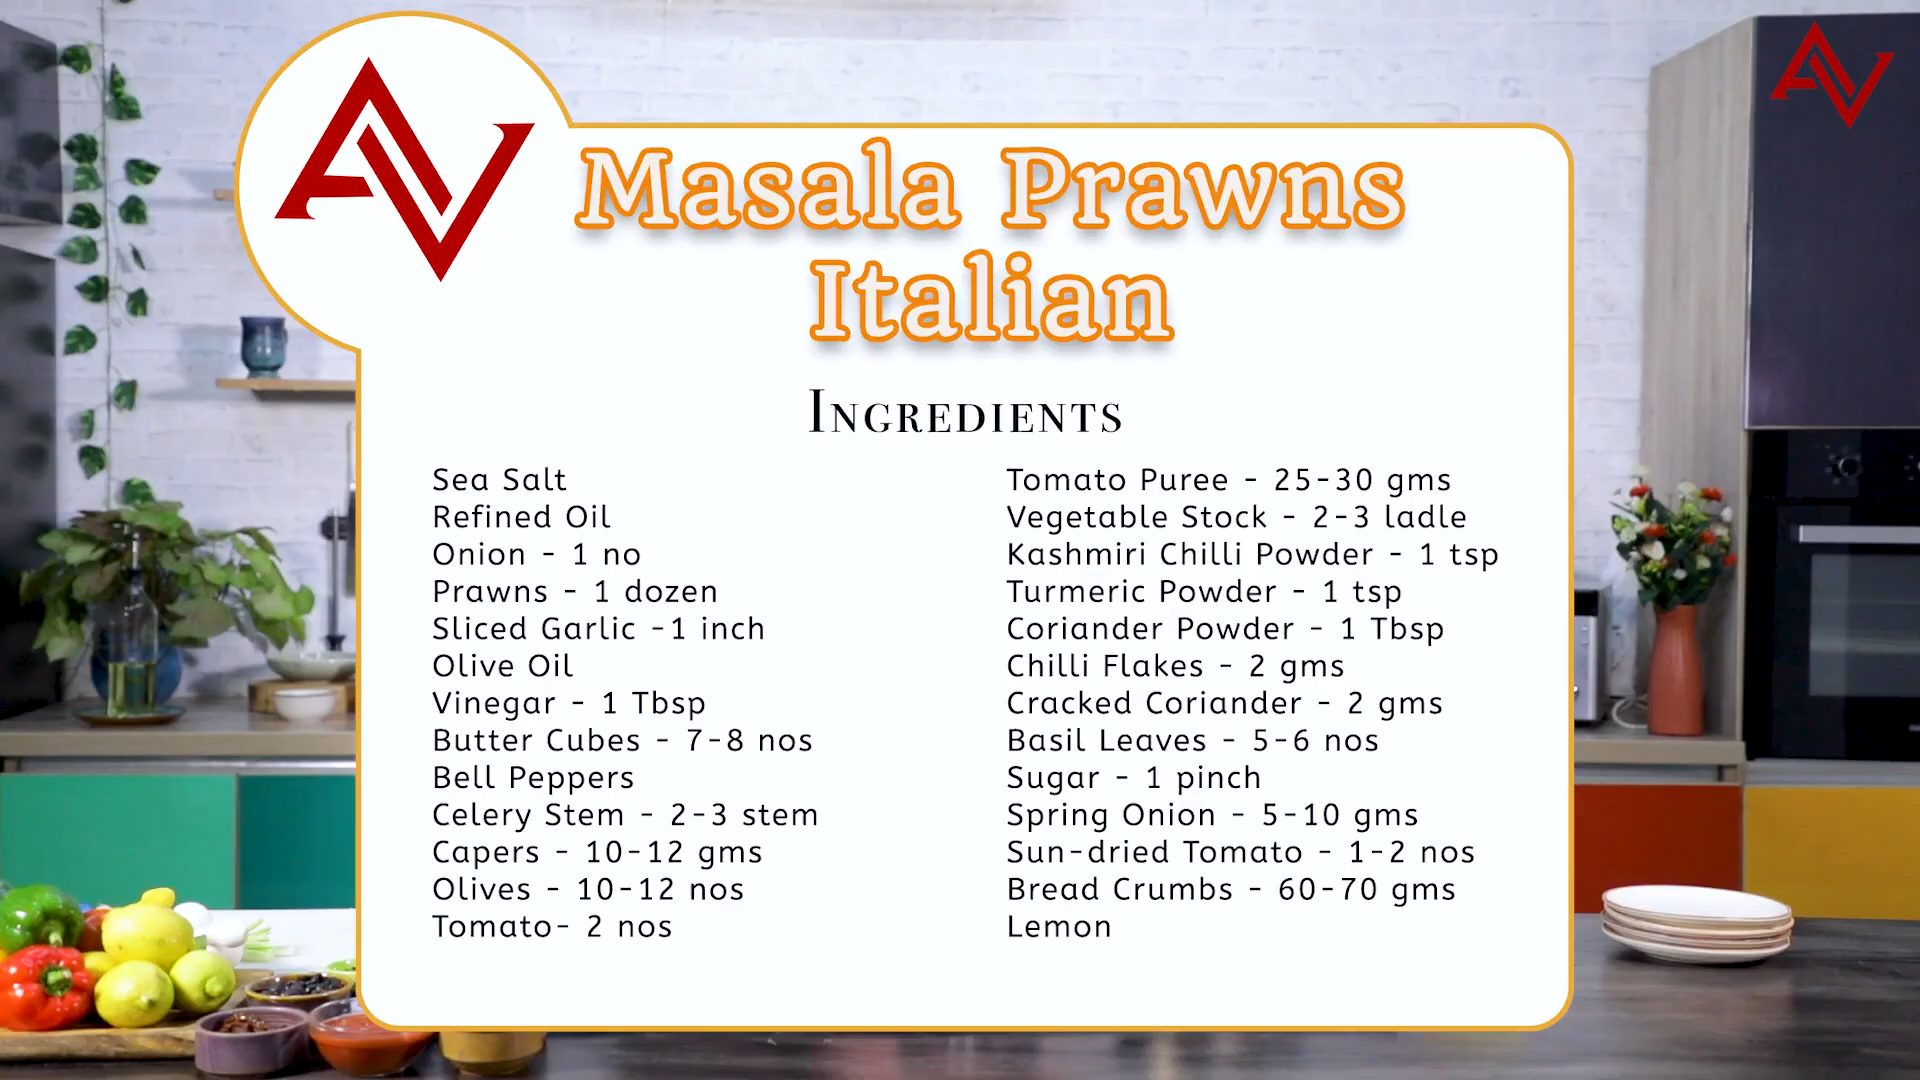 AV
AV
Masala Prawns
Italian
Ingredients
Sea Salt
Refined Oil
Onion - 1 no
Prawns - 1 dozen
Sliced Garlic -1 inch
Olive Oil
Vinegar - 1 Tbsp
Butter Cubes - 7-8 nos
Bell Peppers
Celery Stem - 2-3 stem
Capers - 10-12 gms
Olives - 10-12 nos
Tomato- 2 nos
Tomato Puree - 25-30 gms
Vegetable Stock - 2-3 ladle
Kashmiri Chilli Powder - 1 tsp
Turmeric Powder - 1 tsp
Coriander Powder - 1 Tbsp
Chilli Flakes - 2 gms
Cracked Coriander - 2 gms
Basil Leaves - 5-6 nos
Sugar - 1 pinch
Spring Onion - 5-10 gms
Sun-dried Tomato - 1-2 nos
Bread Crumbs - 60-70 gms
Lemon